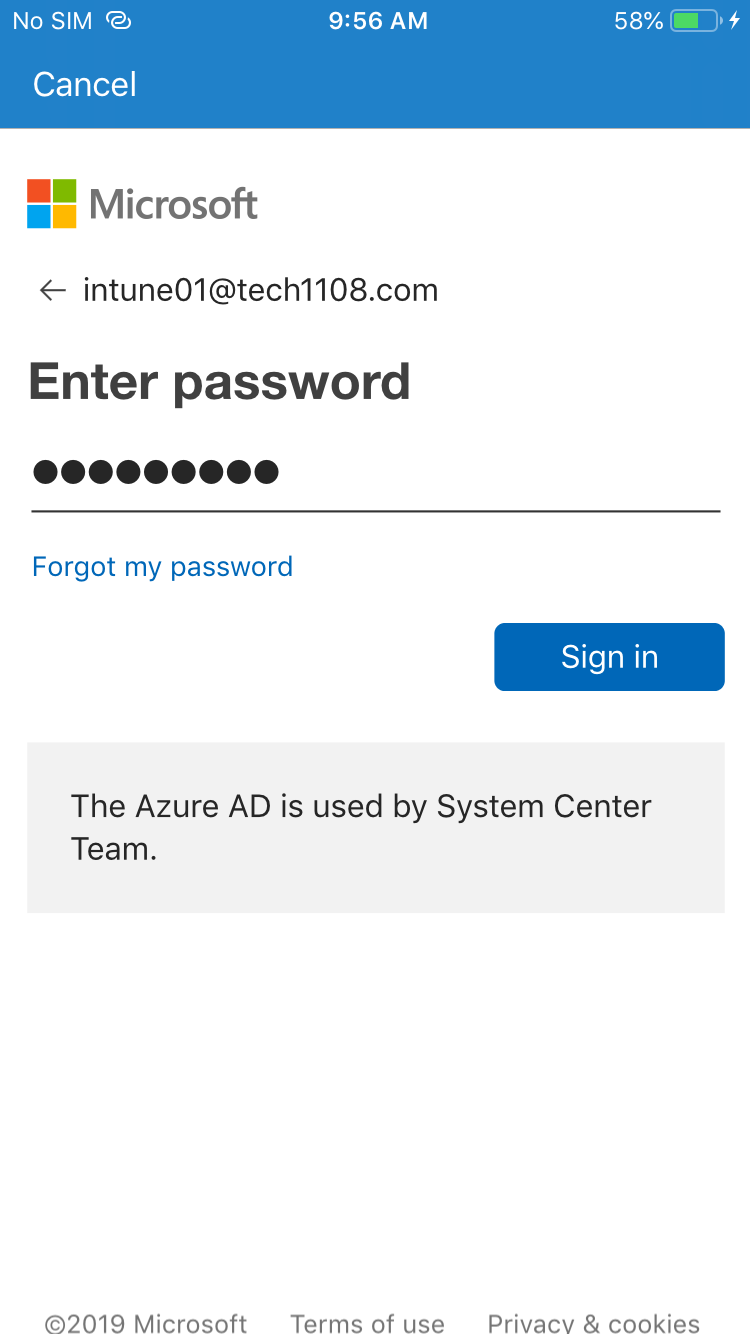 No SIM 9:56 AM 58%
Cancel
Microsoft
intune01@tech1108.com
Enter password
Forgot my password
Sign in
The Azure AD is used by System Center
Team.
©2019 Microsoft Terms of use Privacy & cookies